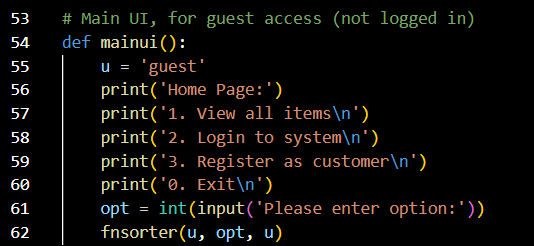 53 # Main UI, for guest access (not logged in)
54 def mainui():
55     u = 'guest'
56     print('Home Page:')
57     print('1. View all items\n')
58     print('2. Login to system\n')
59     print('3. Register as customer\n')
60     print('0. Exit\n')
61     opt = int(input('Please enter option:'))
62     fnsorter(u, opt, u)